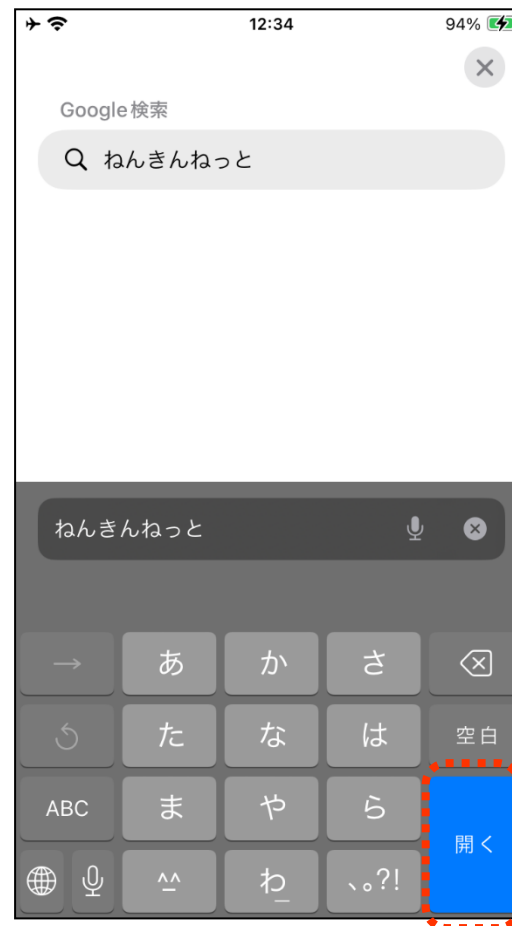 12:34
94%
Google検索
ねんきんねっと
ねんきんねっと
→ あ か さ
た な は 空白
ABC ま や ら 開く
^^ わ_ 、。?!